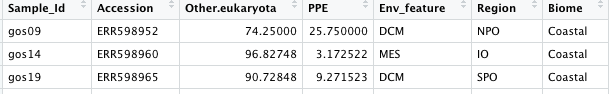 Sample_Id Accession Other.eukaryota PPE Env_feature Region Biome
gos09 ERR598952 74.25000 25.750000 DCM NPO Coastal
gos14 ERR598960 96.82748 3.172522 MES IO Coastal
gos19 ERR598965 90.72848 9.271523 DCM SPO Coastal